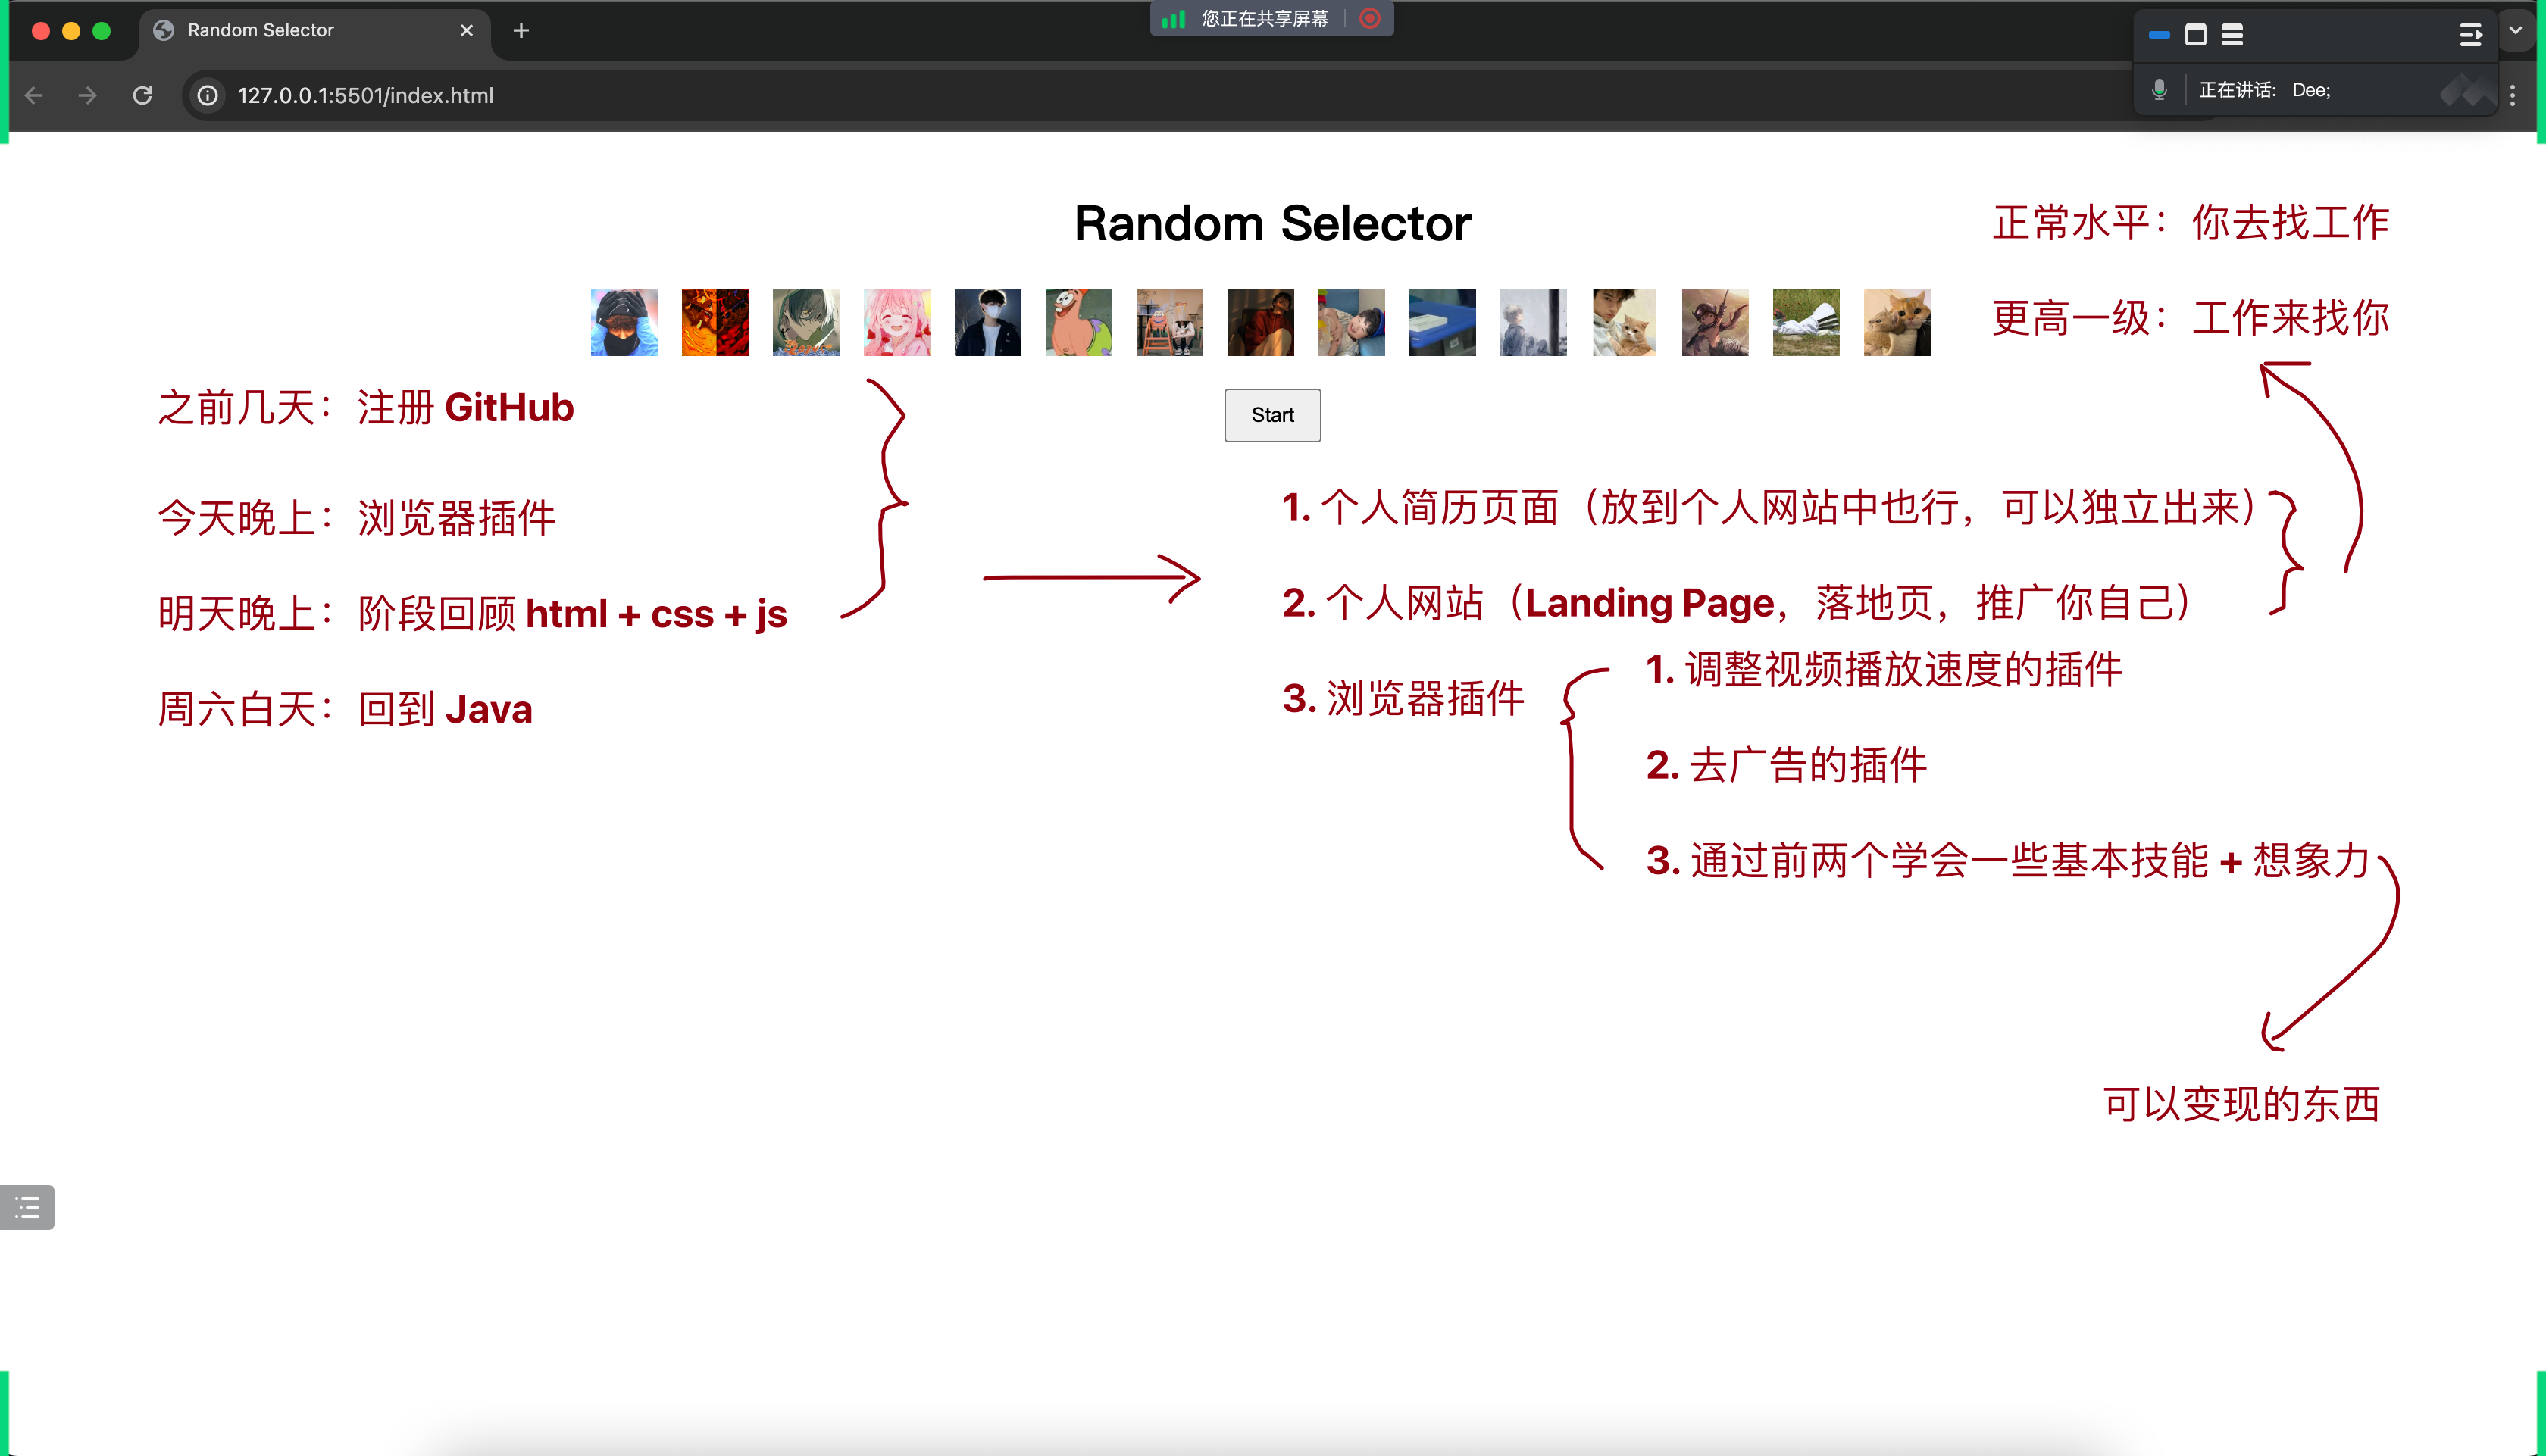 Random Selector
您正在共享屏幕
127.0.0.1:5501/index.html
正在讲话： Dee;
Random Selector
正常水平：你去找工作
更高一级：工作来找你
Start
之前几天：注册 GitHub
今天晚上：浏览器插件
明天晚上：阶段回顾 html + css + js
周六白天：回到 Java
1. 个人简历页面（放到个人网站中也行，可以独立出来）
2. 个人网站（Landing Page，落地页，推广你自己）
3. 浏览器插件
1. 调整视频播放速度的插件
2. 去广告的插件
3. 通过前两个学会一些基本技能 + 想象力
可以变现的东西